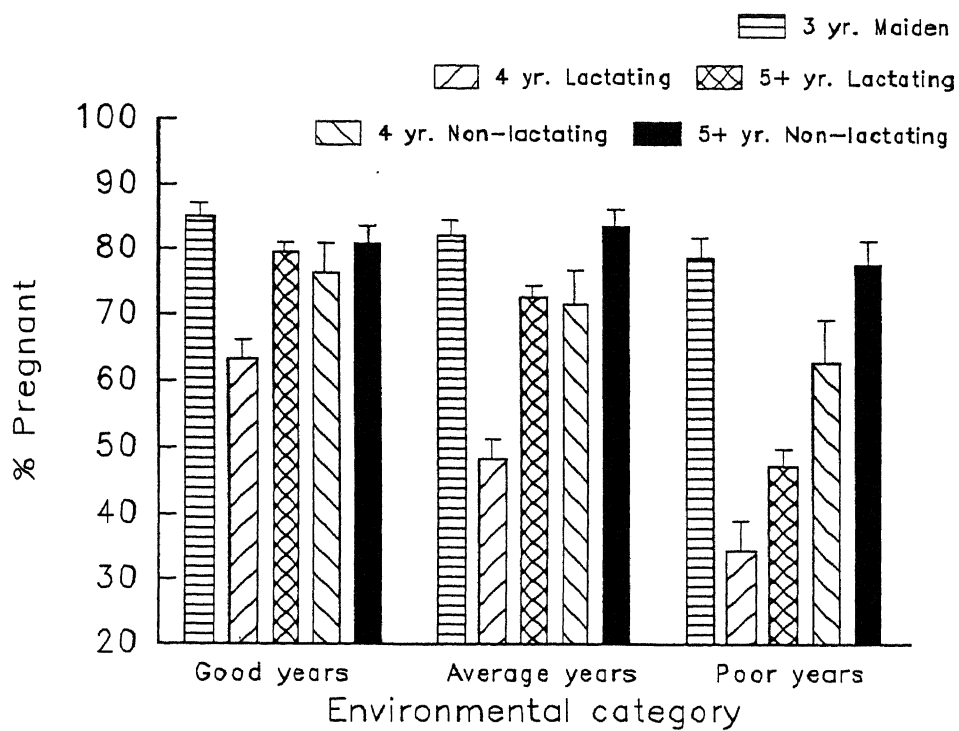 3 yr. Maiden
4 yr. Lactating 5+ yr. Lactating
4 yr. Non-lactating 5+ yr. Non-lactating
100
90
80
70
60
50
40
30
20
% Pregnant
Good years Average years Poor years
Environmental category